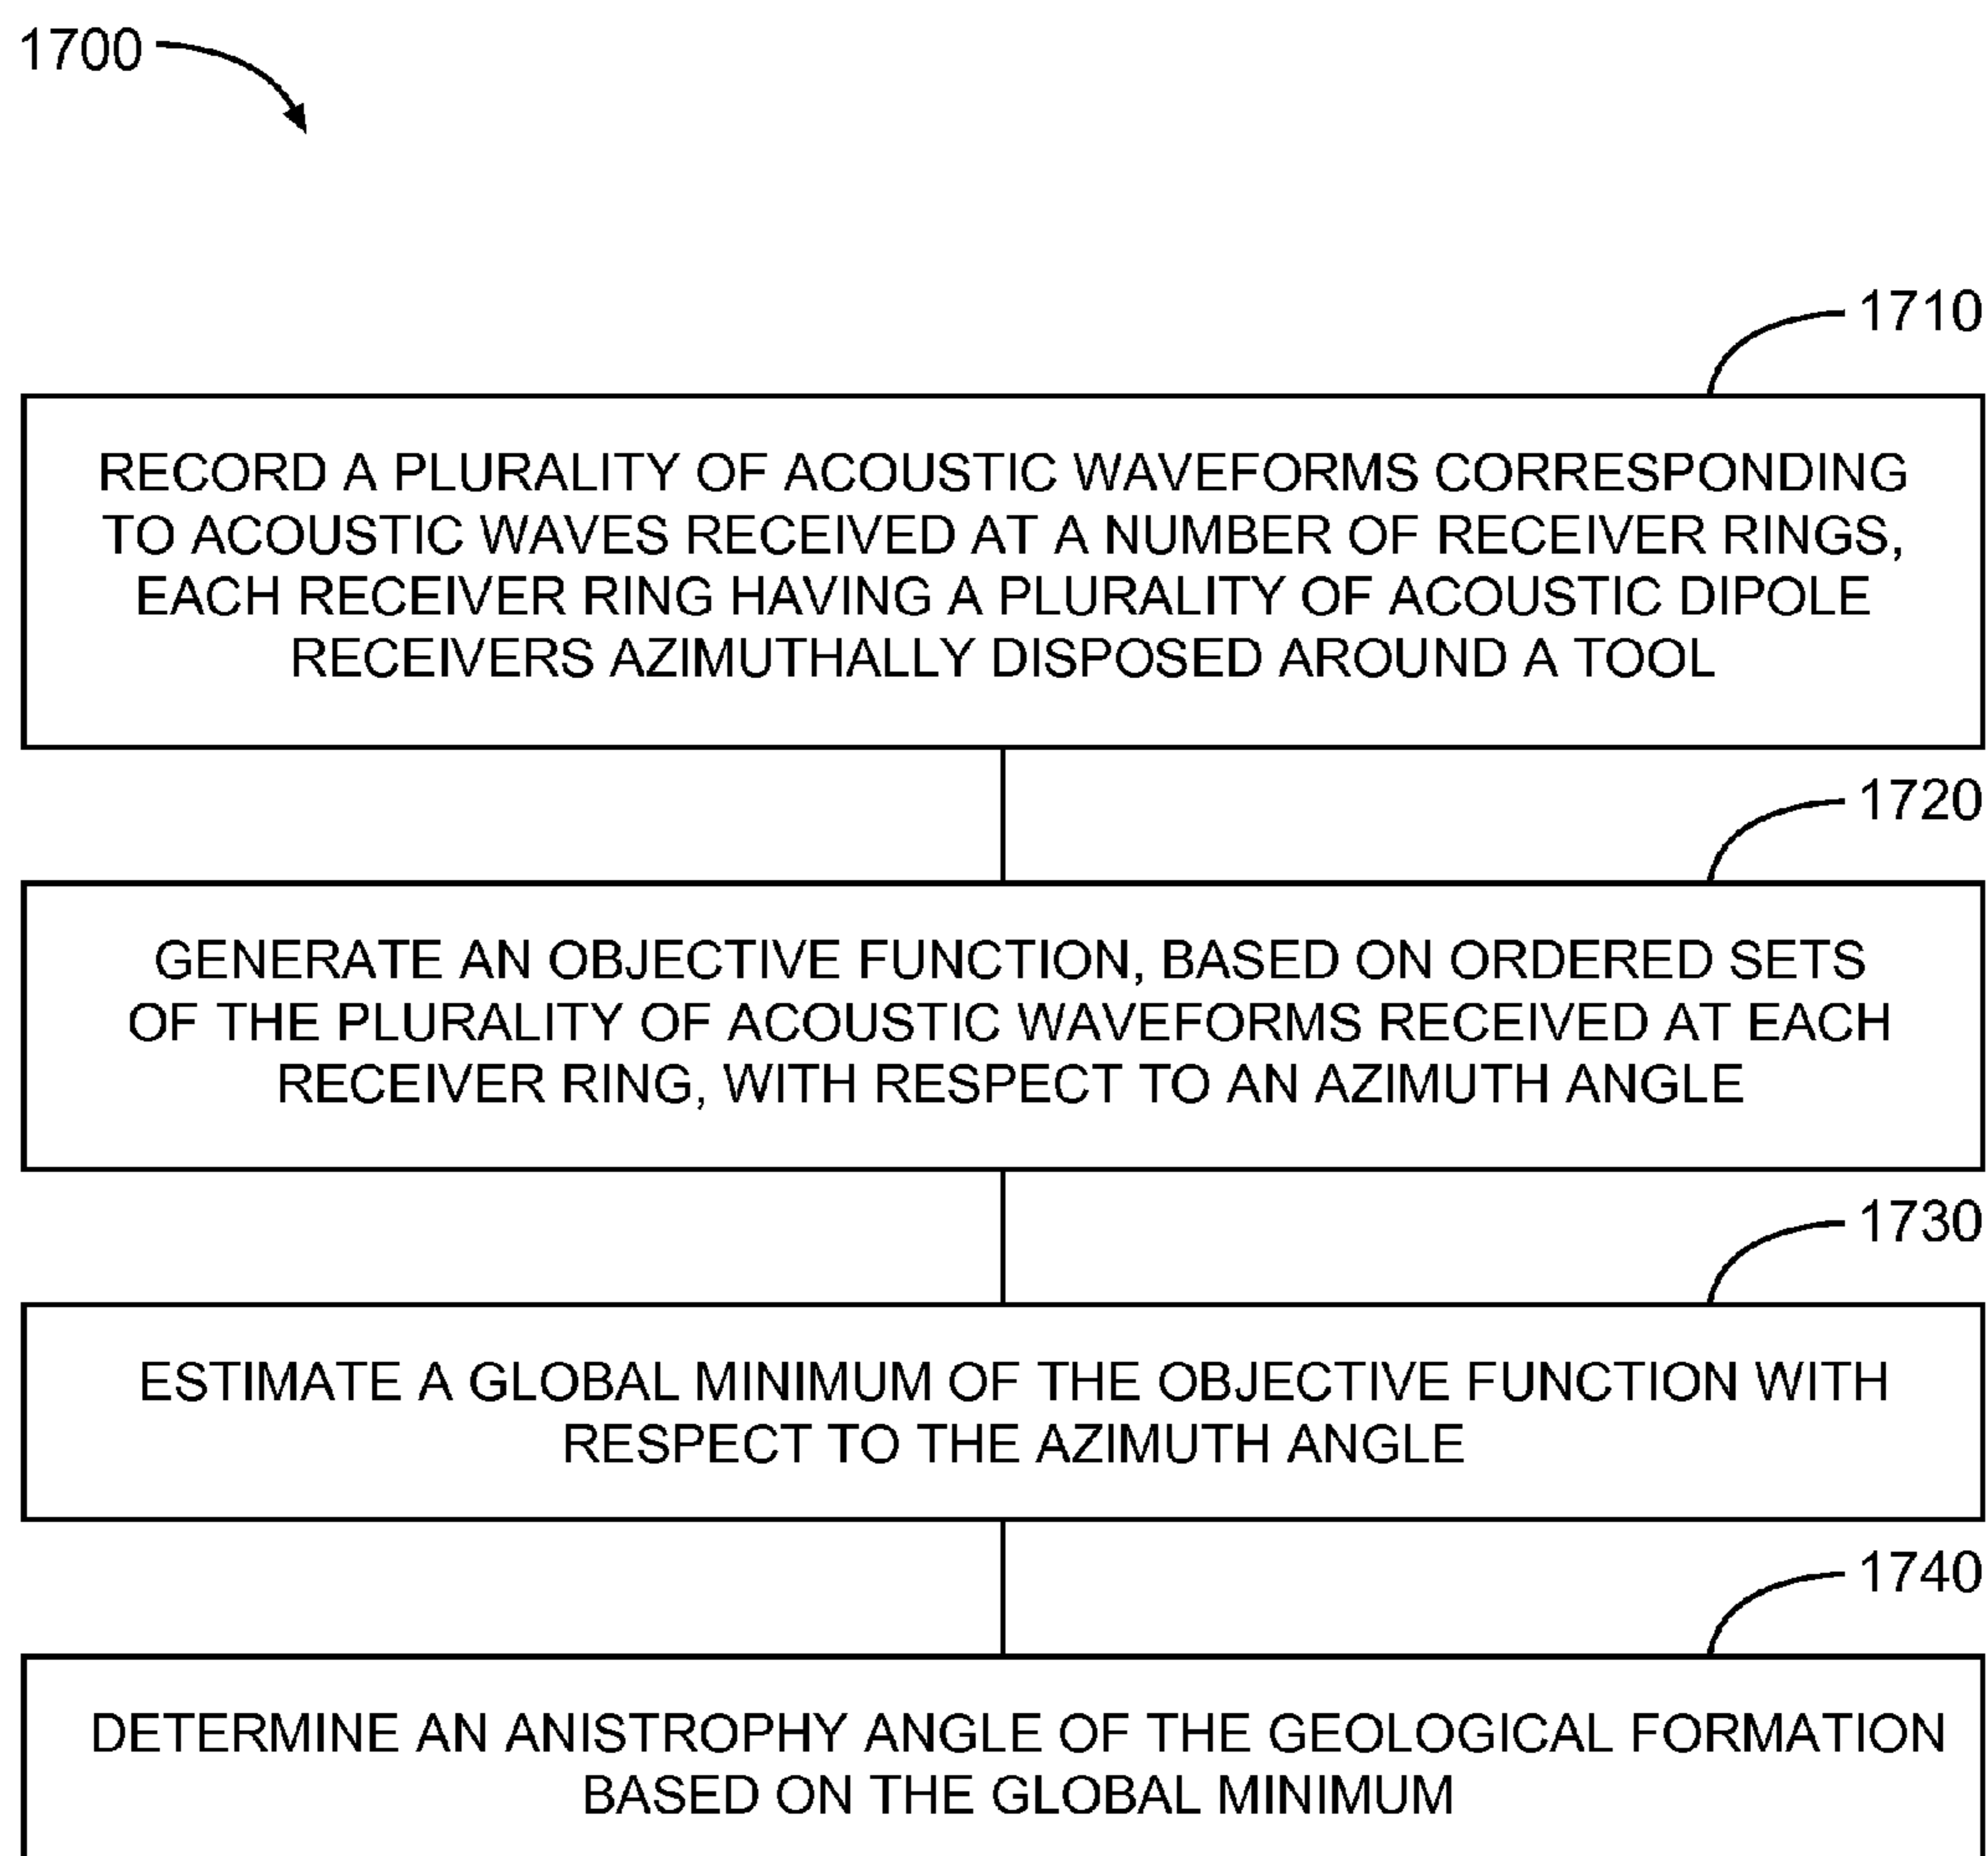 1700
1710
RECORD A PLURALITY OF ACOUSTIC WAVEFORMS CORRESPONDING
TO ACOUSTIC WAVES RECEIVED AT A NUMBER OF RECEIVER RINGS,
EACH RECEIVER RING HAVING A PLURALITY OF ACOUSTIC DIPOLE
RECEIVERS AZIMUTHALLY DISPOSED AROUND A TOOL
1720
GENERATE AN OBJECTIVE FUNCTION, BASED ON ORDERED SETS
OF THE PLURALITY OF ACOUSTIC WAVEFORMS RECEIVED AT EACH
RECEIVER RING, WITH RESPECT TO AN AZIMUTH ANGLE
1730
ESTIMATE A GLOBAL MINIMUM OF THE OBJECTIVE FUNCTION WITH
RESPECT TO THE AZIMUTH ANGLE
1740
DETERMINE AN ANISTROPHY ANGLE OF THE GEOLOGICAL FORMATION
BASED ON THE GLOBAL MINIMUM